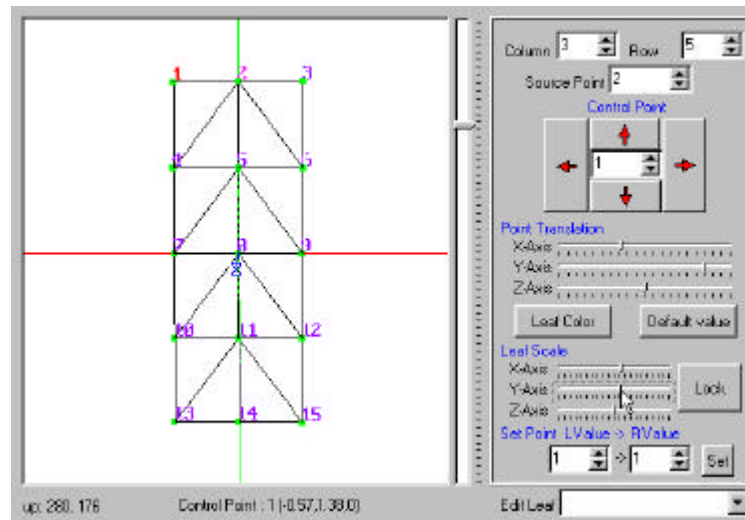 Column 3 Row 5
Source Point 2
Control Point
1
Point Translation
X-Axis
Y-Axis
Z-Axis
Leaf Color Default value
Leaf Scale
X-Axis
Y-Axis
Z-Axis
Lock
Set Point LValue -> RValue
1 -> 1 Set
Edit Leaf
1 2 3
4 5 6
7 8 9
10 11 12
13 14 15
up: 280, 176 Control Point : 1 (-0.57,1.38,0)